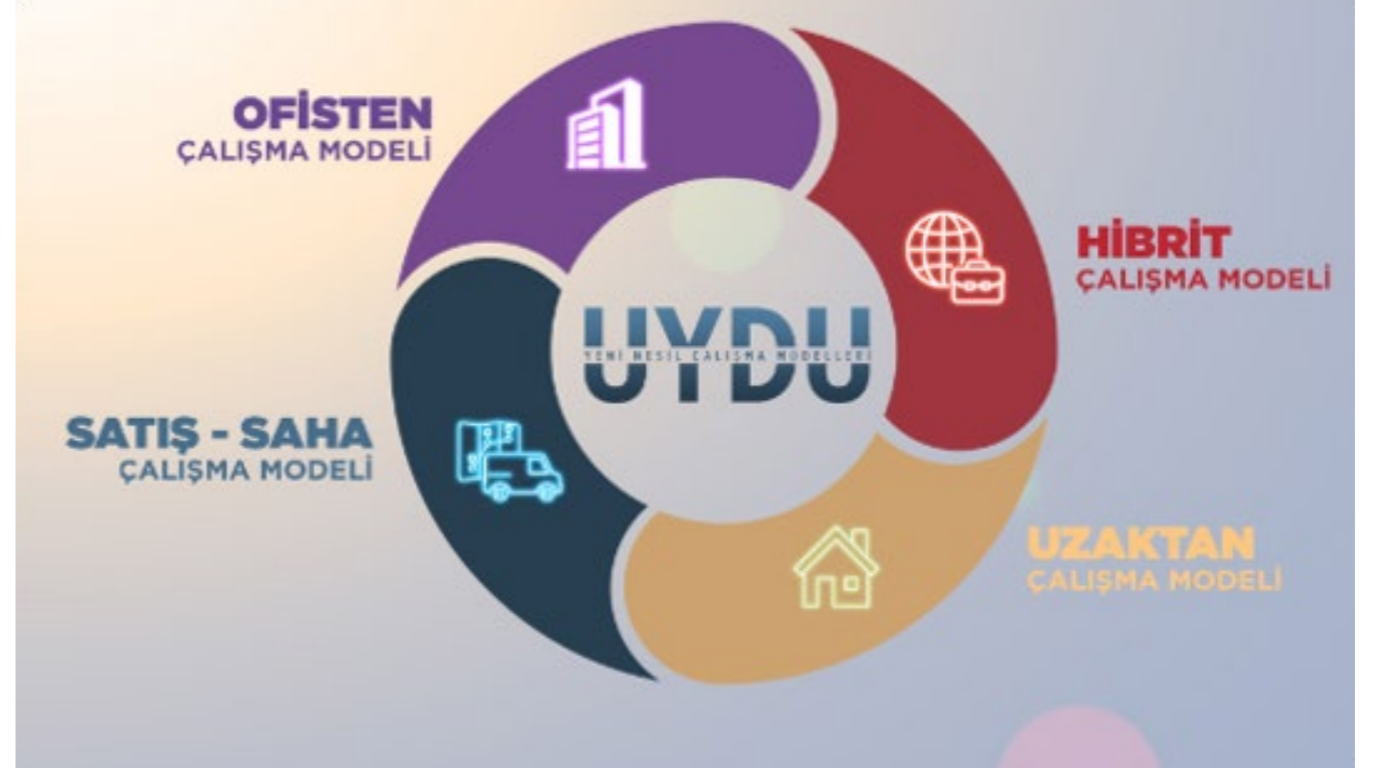 OFİSTEN
ÇALIŞMA MODELİ
HİBRİT
ÇALIŞMA MODELİ
UYDU
YENİ NESİL ÇALIŞMA MODELLERİ
SATIŞ - SAHA
ÇALIŞMA MODELİ
UZAKTAN
ÇALIŞMA MODELİ